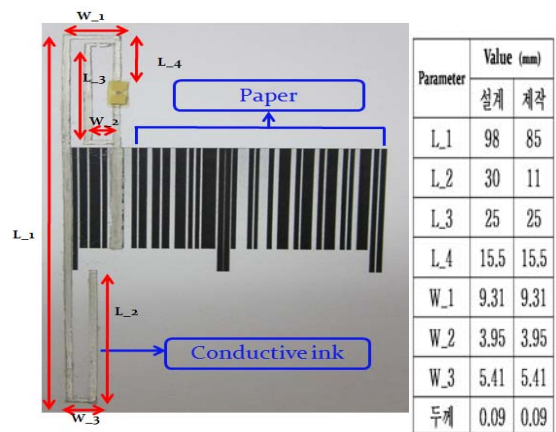 W_1
L_4
L_3
W_2
Paper
L_1
L_2
Conductive ink
W_3
Parameter Value (mm)
설계 제작
L_1 98 85
L_2 30 11
L_3 25 25
L_4 15.5 15.5
W_1 9.31 9.31
W_2 3.95 3.95
W_3 5.41 5.41
두께 0.09 0.09